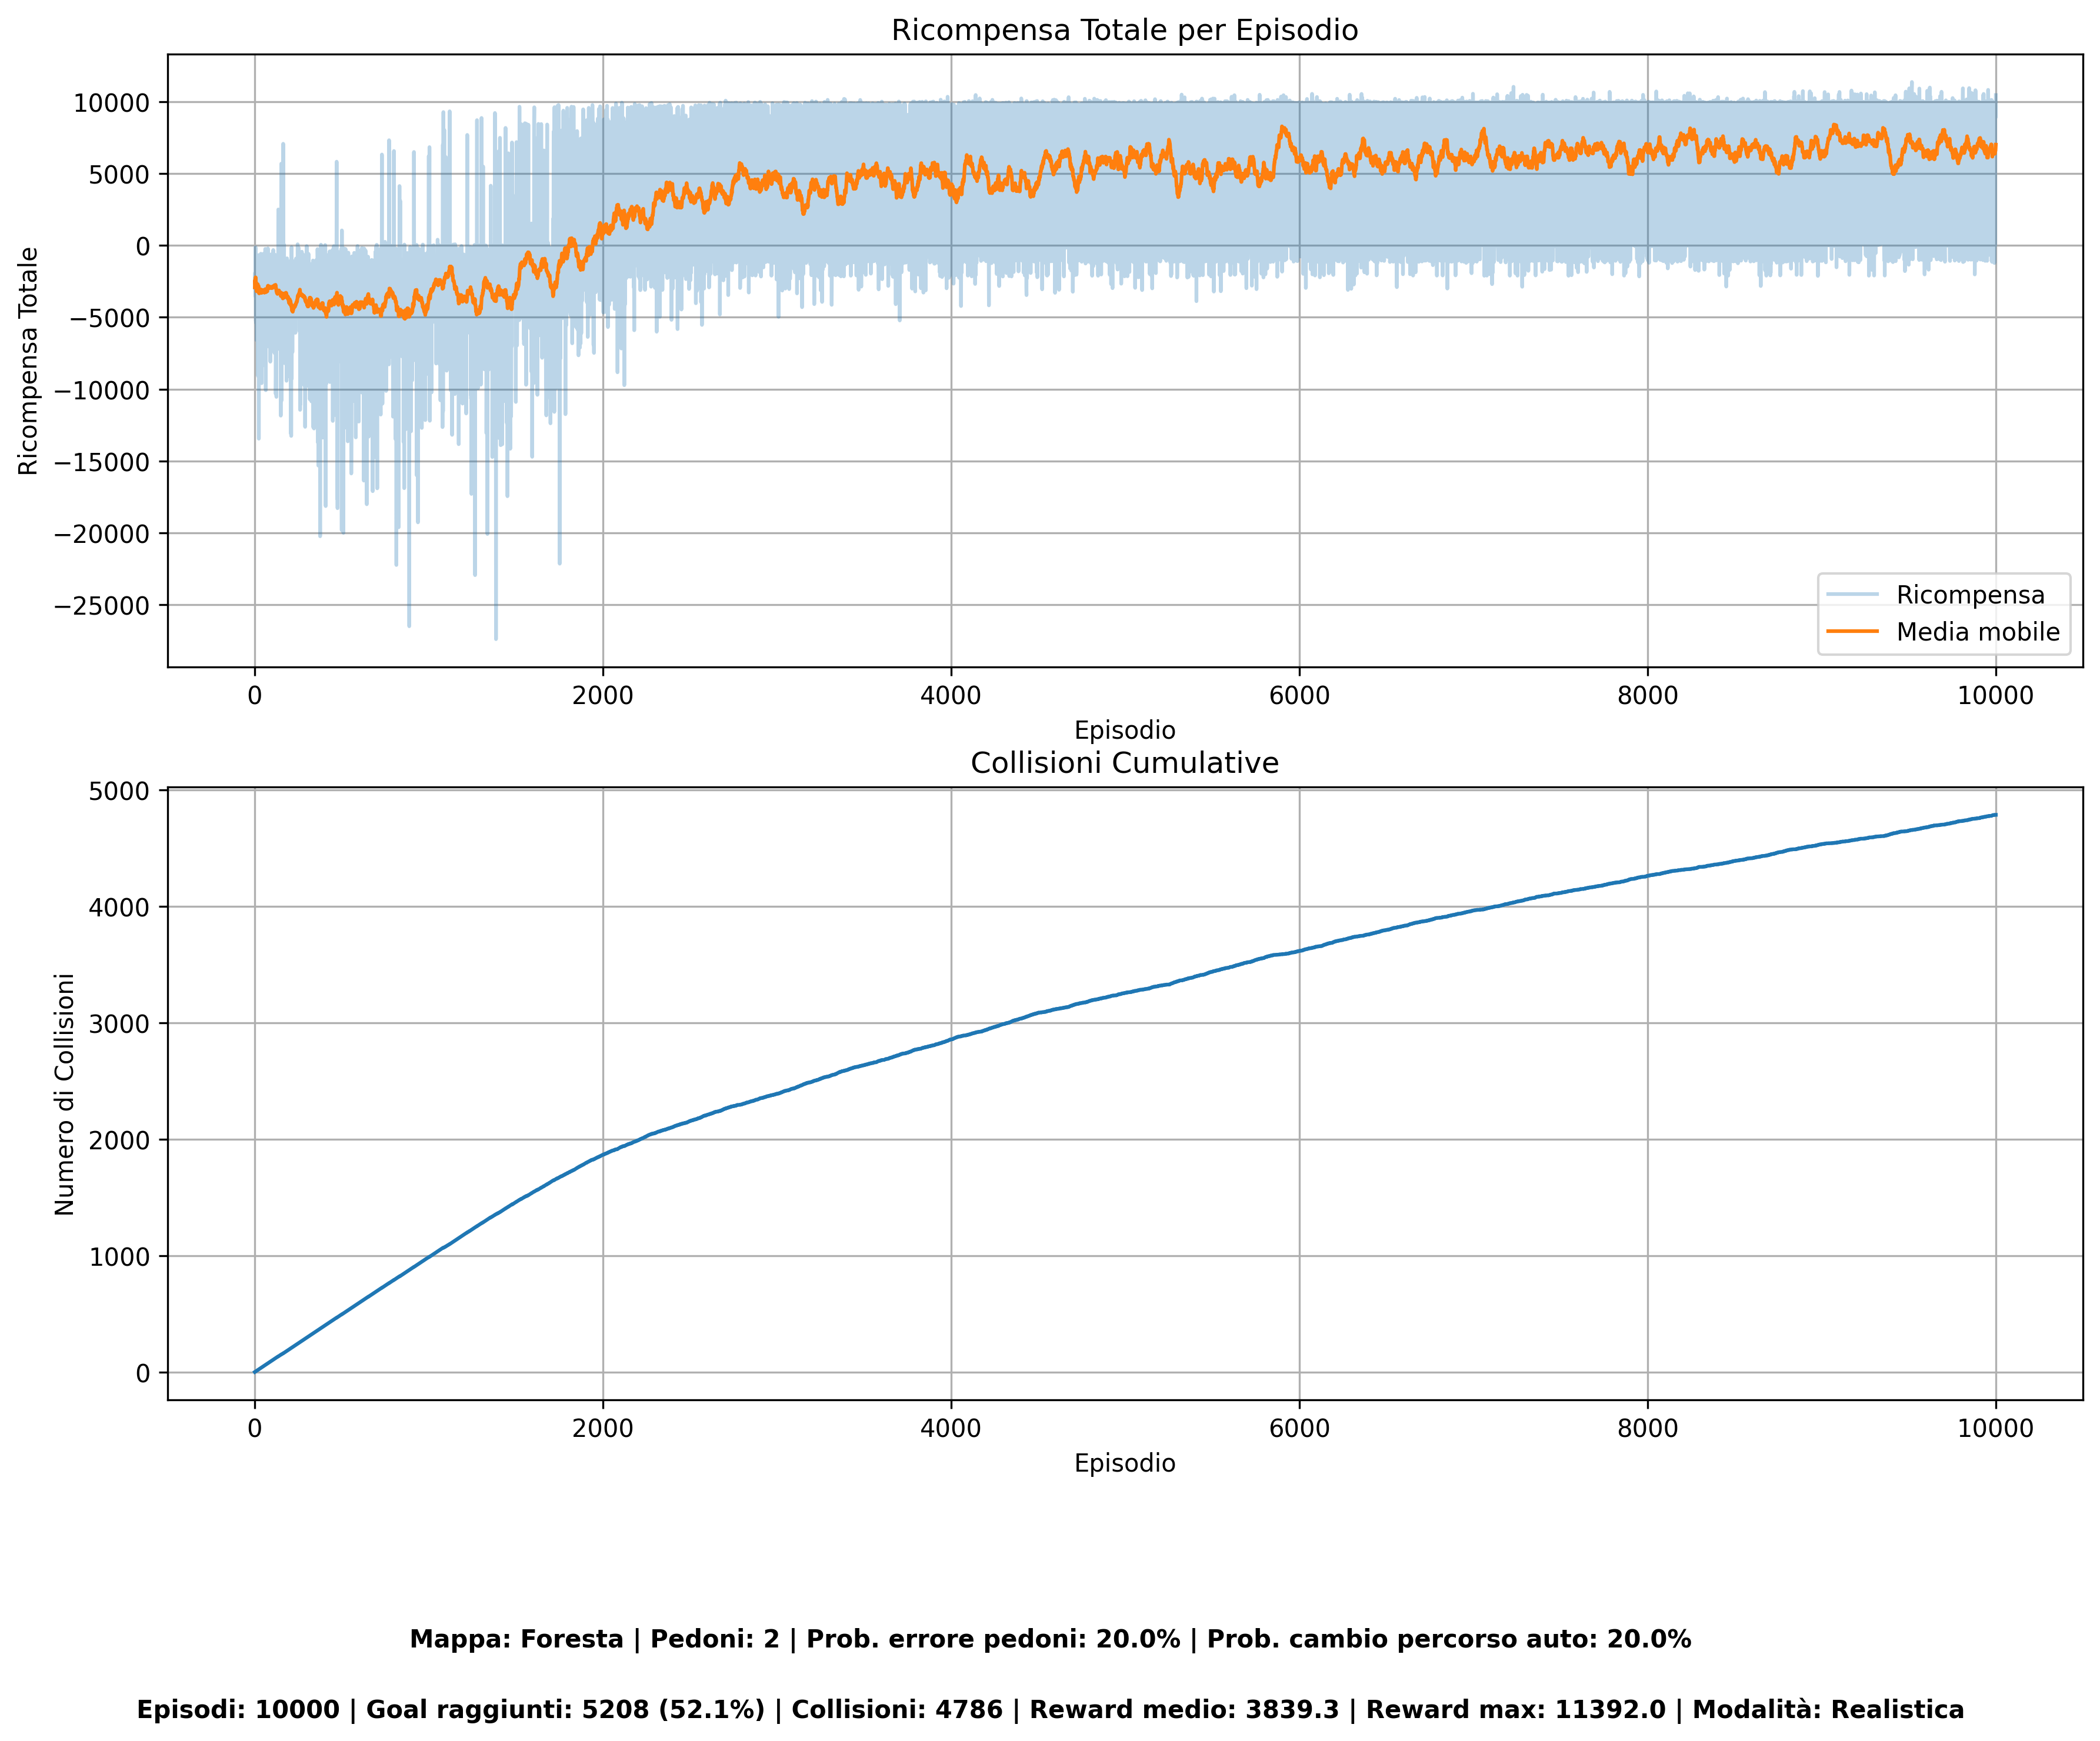 Ricompensa Totale per Episodio
Ricompensa Totale
10000
5000
0
−5000
−10000
−15000
−20000
−25000
Ricompensa
Media mobile
0 2000 4000 6000 8000 10000
Episodio
Collisioni Cumulative
Numero di Collisioni
5000
4000
3000
2000
1000
0
0 2000 4000 6000 8000 10000
Episodio
Mappa: Foresta | Pedoni: 2 | Prob. errore pedoni: 20.0% | Prob. cambio percorso auto: 20.0%
Episodi: 10000 | Goal raggiunti: 5208 (52.1%) | Collisioni: 4786 | Reward medio: 3839.3 | Reward max: 11392.0 | Modalità: Realistica